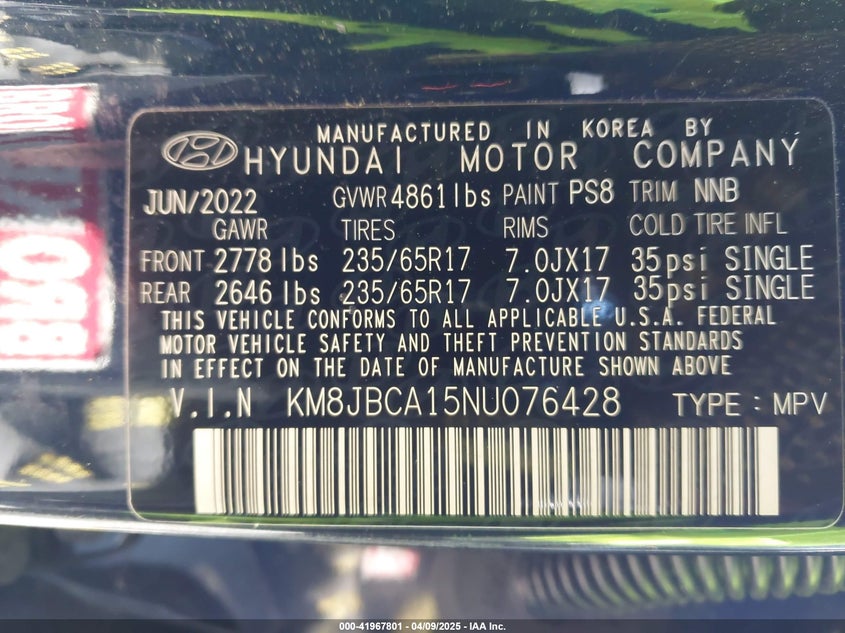 MANUFACTURED IN KOREA BY
HYUNDAI MOTOR COMPANY
JUN/2022 GVWR 4861 lbs PAINT PS8 TRIM NNB
GAWR TIRES RIMS COLD TIRE INFL
FRONT 2778 lbs 235/65R17 7.0JX17 35psi SINGLE
REAR 2646 lbs 235/65R17 7.0JX17 35psi SINGLE
THIS VEHICLE CONFORMS TO ALL APPLICABLE U.S.A. FEDERAL
MOTOR VEHICLE SAFETY AND THEFT PREVENTION STANDARDS
IN EFFECT ON THE DATE OF MANUFACTURE SHOWN ABOVE
V.I.N KM8JBCA15NU076428 TYPE : MPV
000-41967801 - 04/09/2025 - IAA Inc.